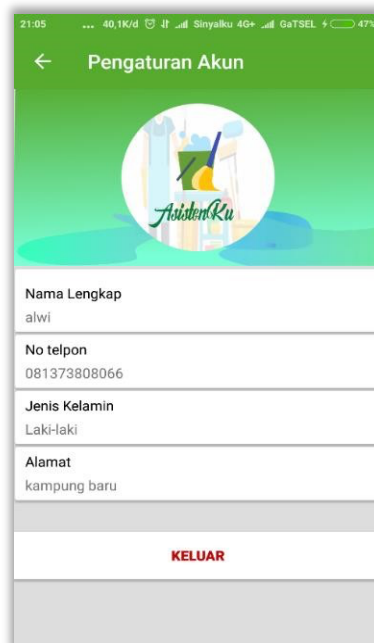 21:05 ... 40,1K/d Sinyalku 4G+ GaTSEL 47%
Pengaturan Akun
AsistenKu
Nama Lengkap
alwi
No telpon
081373808066
Jenis Kelamin
Laki-laki
Alamat
kampung baru
KELUAR